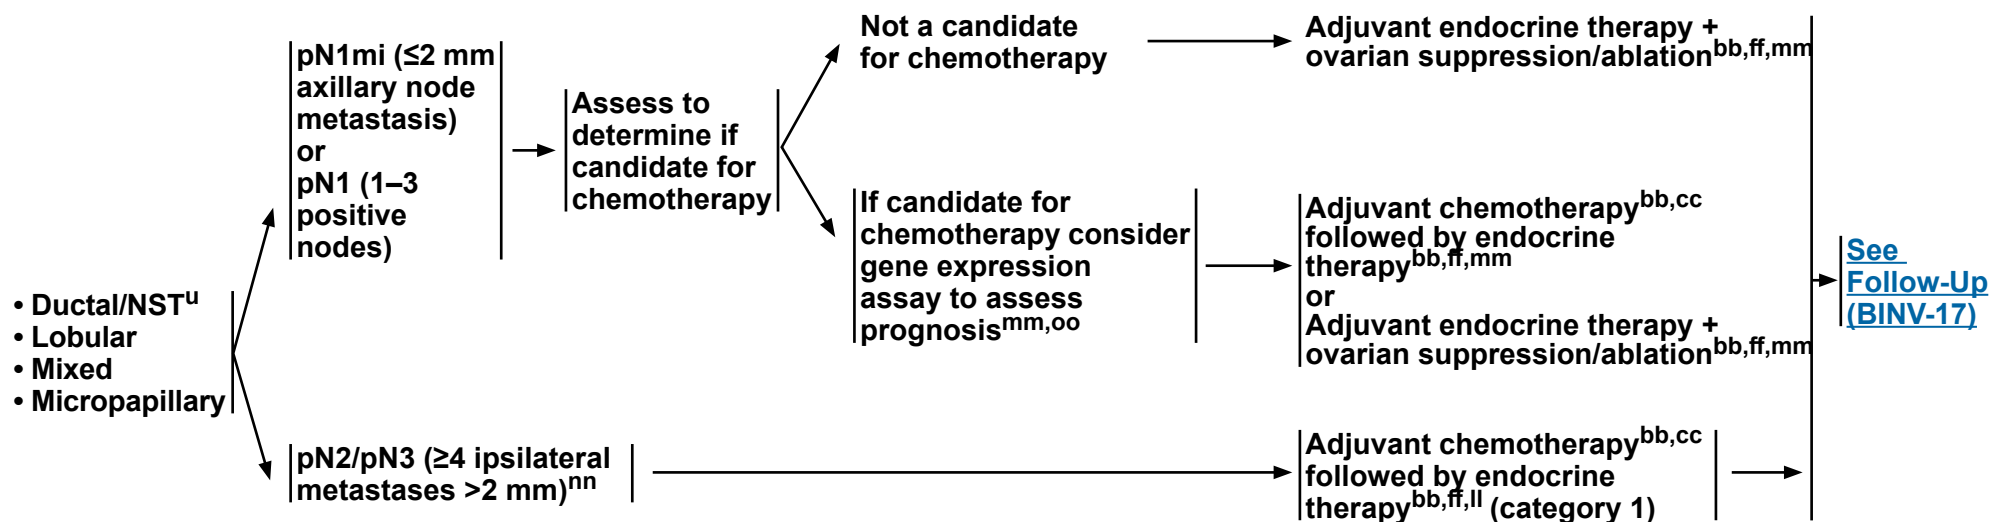 • Ductal/NSTu
• Lobular
• Mixed
• Micropapillary
pN1mi (≤2 mm
axillary node
metastasis)
or
pN1 (1–3
positive
nodes)
Assess to
determine if
candidate for
chemotherapy
Not a candidate
for chemotherapy
Adjuvant endocrine therapy +
ovarian suppression/ablationbb,ff,mm
If candidate for
chemotherapy consider
gene expression
assay to assess
prognosismm,oo
Adjuvant chemotherapybb,cc
followed by endocrine
therapybb,ff,mm
or
Adjuvant endocrine therapy +
ovarian suppression/ablationbb,ff,mm
pN2/pN3 (≥4 ipsilateral
metastases >2 mm)nn
Adjuvant chemotherapybb,cc
followed by endocrine
therapybb,ff,ll (category 1)
See
Follow-Up
(BINV-17)